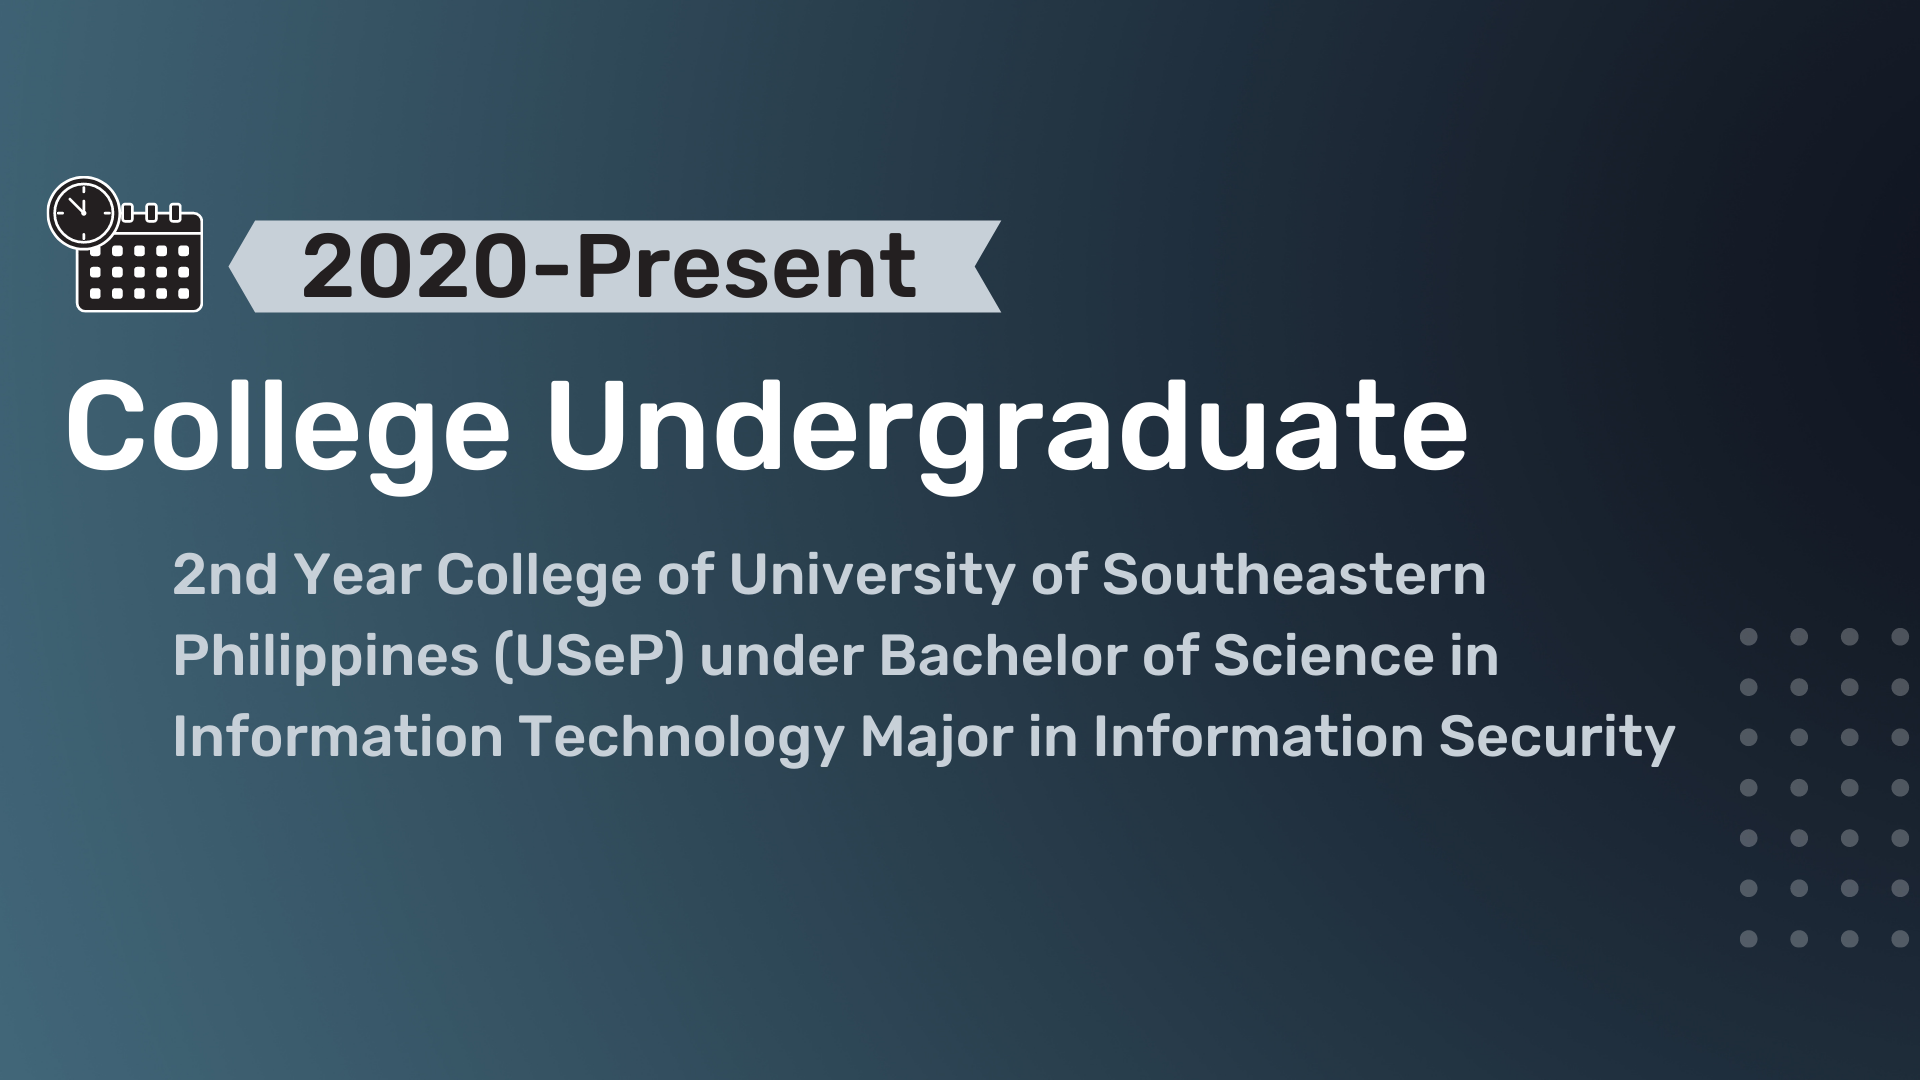 2020-Present
College Undergraduate
2nd Year College of University of Southeastern
Philippines (USeP) under Bachelor of Science in
Information Technology Major in Information Security